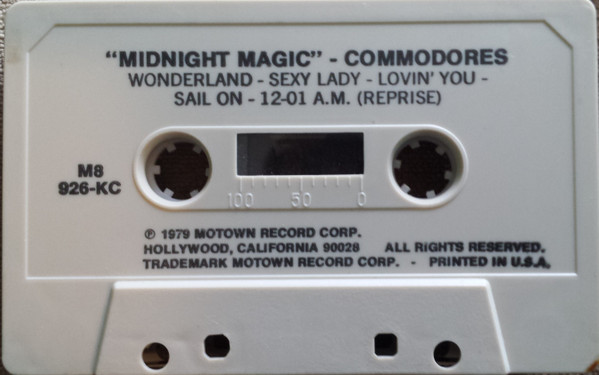 “MIDNIGHT MAGIC” - COMMODORES
WONDERLAND - SEXY LADY - LOVIN’ YOU -
SAIL ON - 12-01 A.M. (REPRISE)
M8
926-KC
100 50 0
℗ 1979 MOTOWN RECORD CORP.
HOLLYWOOD, CALIFORNIA 90028 ALL RIGHTS RESERVED.
TRADEMARK MOTOWN RECORD CORP. - PRINTED IN U.S.A.